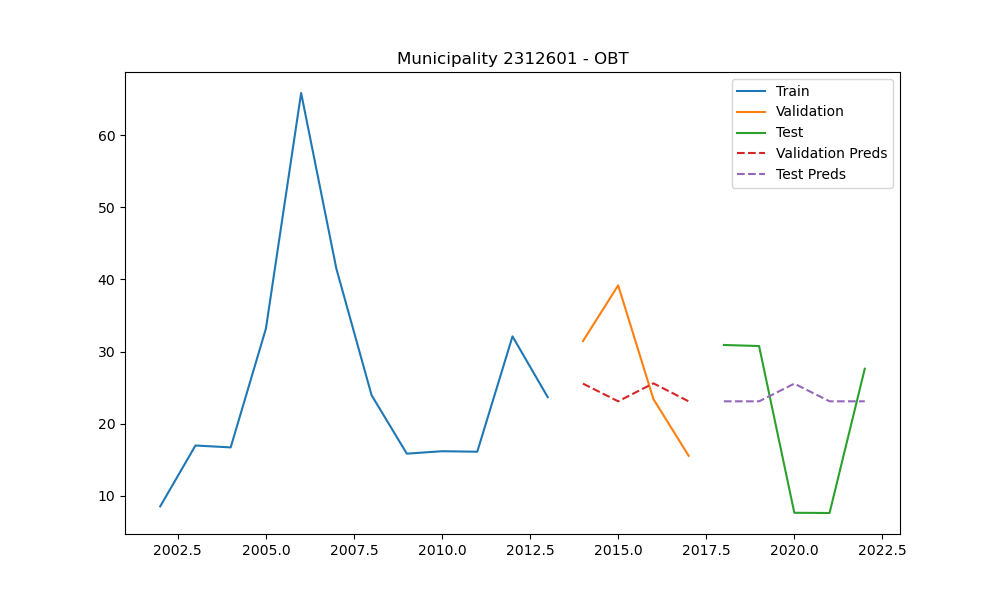 Municipality 2312601 - OBT
Train
Validation
Test
Validation Preds
Test Preds
60
50
40
30
20
10
2002.5 2005.0 2007.5 2010.0 2012.5 2015.0 2017.5 2020.0 2022.5